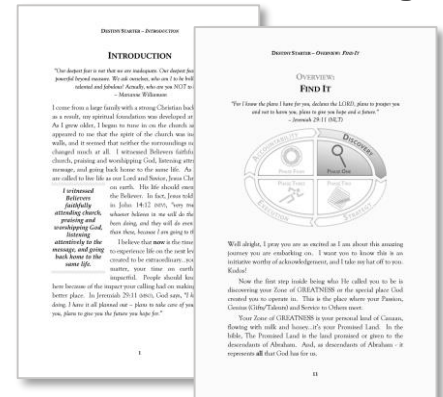 DESTINY STARTER – INTRODUCTION
INTRODUCTION
"Our deepest fear is not that we are inadequate. Our deepest fear
powerful beyond measure. We ask ourselves, who am I to be brill
talented and fabulous? Actually, who are you NOT to
– Marianne Williamson
I come from a large family with a strong Christian back
as a result, my spiritual foundation was developed at
As I grew older, I began to tune in on the church as
appeared to me that the spirit of the church was in
walls, and it seemed that neither the surroundings o
changed much at all. I witnessed Believers faithfu
church, praising and worshipping God, listening atten
message, and going back home to the same life. As
are called to live life as our Lord and Savior, Jesus Chr
I witnessed
Believers
faithfully
attending church,
praising and
worshipping God,
listening
attentively to the
message, and going
back home to the
same life.
on earth. His life should enco
the Believer. In fact, Jesus told
in John 14:12
whoever believes in me will do the
been doing, and they will do even
than these, because I am going to the
I believe that now is the time
to experience life on the next lev
created to be extraordinary...yo
matter, your time on earth
impactful. People should kno
here because of the impact your calling had on making
better place. In Jeremiah 29:11 (MSG), God says, "I k
doing. I have it all planned out – plans to take care of you
you, plans to give you the future you hope for."
1
DESTINY STARTER – OVERVIEW: FIND IT
OVERVIEW:
FIND IT
"For I know the plans I have for you, declares the LORD, plans to prosper you
and not to harm you, plans to give you hope and a future."
– Jeremiah 29:11 (NLT)
ACCOUNTABILITY
Discover
PHASE FOUR
PHASE ONE
PHASE THREE
PHASE TWO
EXECUTION
STRATEGY
Well alright, I pray you are as excited as I am about this amazing
journey you are embarking on. I want you to know this is an
initiative worthy of acknowledgement, and I take my hat off to you.
Kudos!
Now the first step inside being who He called you to be is
discovering your Zone of GREATNESS or the special place God
created you to operate in. This is the place where your Passion,
Genius (Gifts/Talents) and Service to Others meet.
Your Zone of GREATNESS is your personal land of Canaan,
flowing with milk and honey...it's your Promised Land. In the
bible, The Promised Land is the land promised or given to the
descendants of Abraham. And, as descendants of Abraham - it
represents all that God has for us.
11